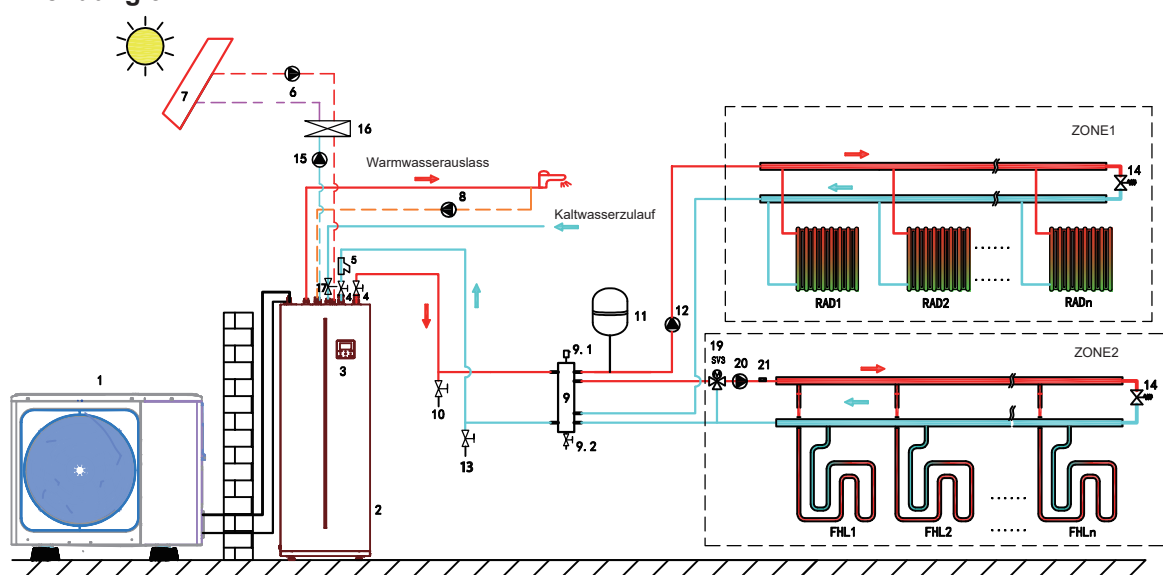 7
6
16
15
Warmwasserauslass
8
Kaltwasserzulauf
5
17
4
4
3
1
2
10
13
11
12
9.1
9
9.2
ZONE1
14
RAD1
RAD2
RADn
ZONE2
19
SV3
20
21
14
FHL1
FHL2
FHLn